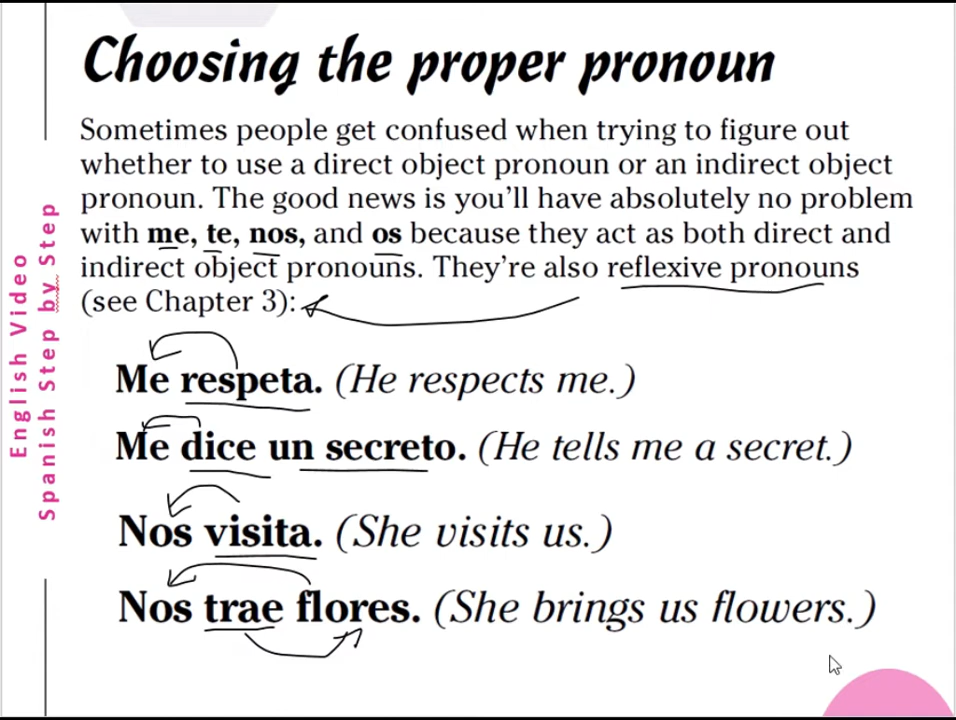 Choosing the proper pronoun
Sometimes people get confused when trying to figure out
whether to use a direct object pronoun or an indirect object
pronoun. The good news is you'll have absolutely no problem
with me, te, nos, and os because they act as both direct and
indirect object pronouns. They're also reflexive pronouns
(see Chapter 3):
Me respeta. (He respects me.)
Me dice un secreto. (He tells me a secret.)
Nos visita. (She visits us.)
Nos trae flores. (She brings us flowers.)
English Video
Spanish Step by Step